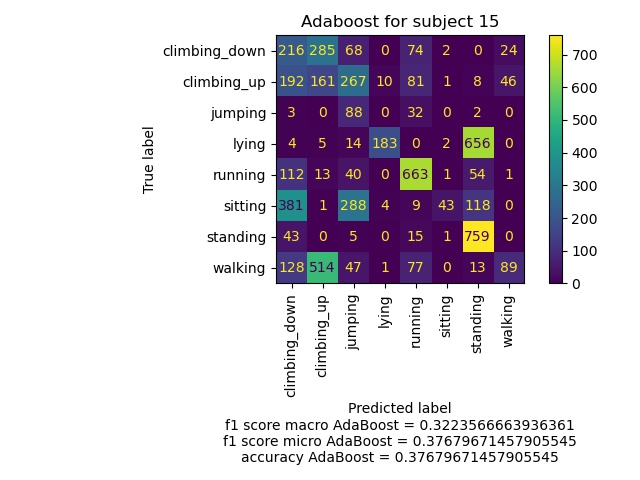 Adaboost for subject 15
climbing_down 216 285 68 0 74 2 0 24
climbing_up 192 161 267 10 81 1 8 46
jumping 3 0 88 0 32 0 2 0
lying 4 5 14 183 0 2 656 0
running 112 13 40 0 663 1 54 1
sitting 381 1 288 4 9 43 118 0
standing 43 0 5 0 15 1 759 0
walking 128 514 47 1 77 0 13 89
True label
climbing_down climbing_up jumping lying running sitting standing walking
700
600
500
400
300
200
100
0
Predicted label
f1 score macro AdaBoost = 0.3223566663936361
f1 score micro AdaBoost = 0.37679671457905545
accuracy AdaBoost = 0.37679671457905545